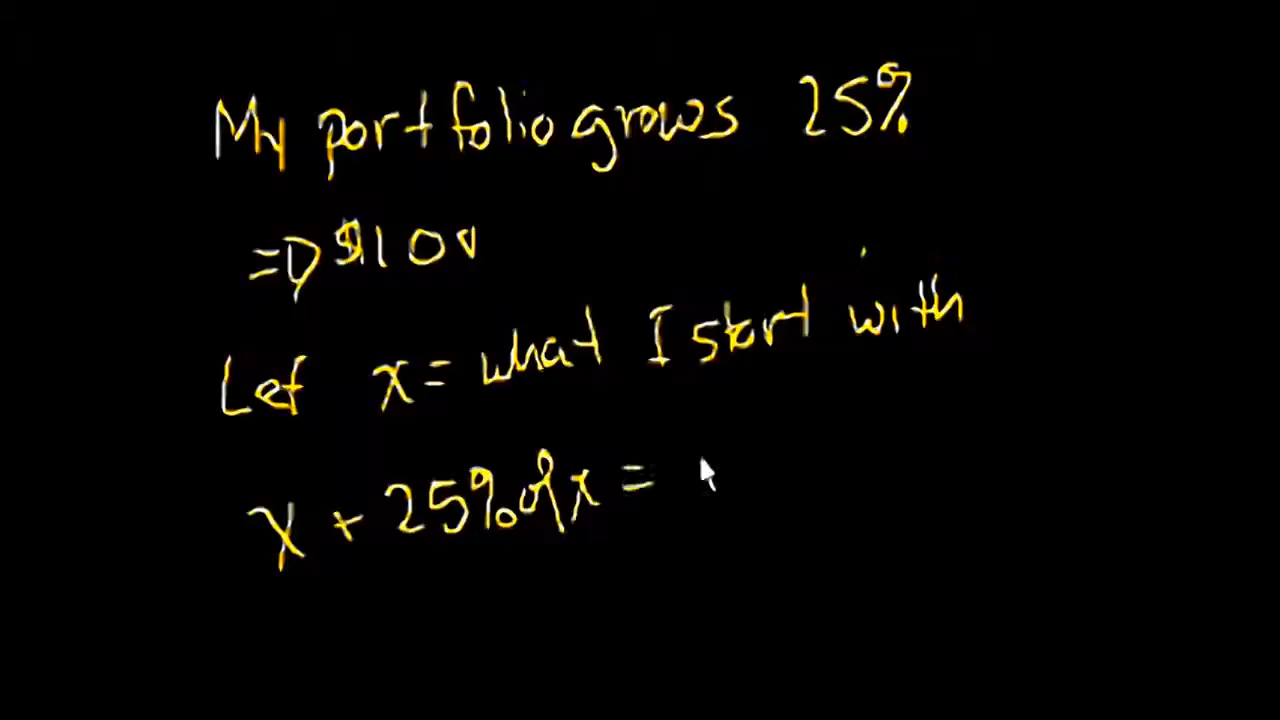 My portfolio grows 25%
=> $100
Let x = what I start with
x + 25% of x =